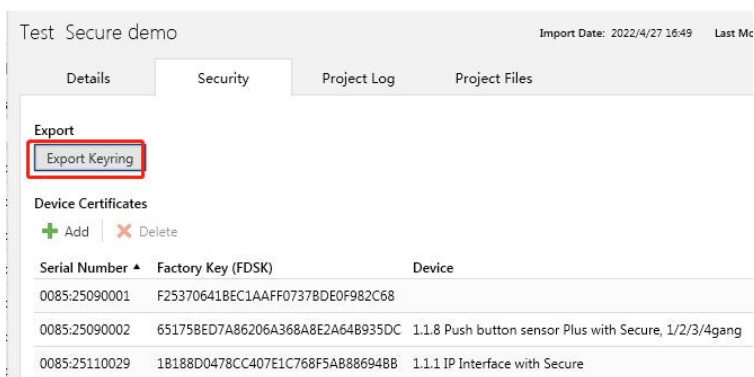 Test Secure demo Import Date: 2022/4/27 16:49 Last Mo
Details Security Project Log Project Files
Export
Export Keyring
Device Certificates
Add Delete
Serial Number Factory Key (FDSK) Device
0085:25090001 F25370641BEC1AAFF0737BDE0F982C68
0085:25090002 65175BED7A86206A368A8E2A64B935DC 1.1.8 Push button sensor Plus with Secure, 1/2/3/4gang
0085:25110029 1B188D0478CC407E1C768F5AB88694BB 1.1.1 IP Interface with Secure